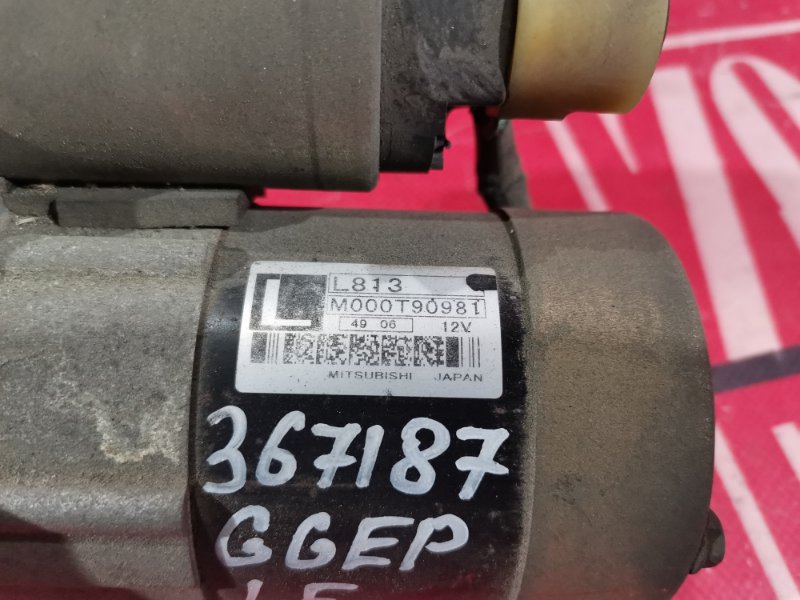 L L813
M000T90981
49 06 12V
MITSUBISHI JAPAN
367187
GGEP